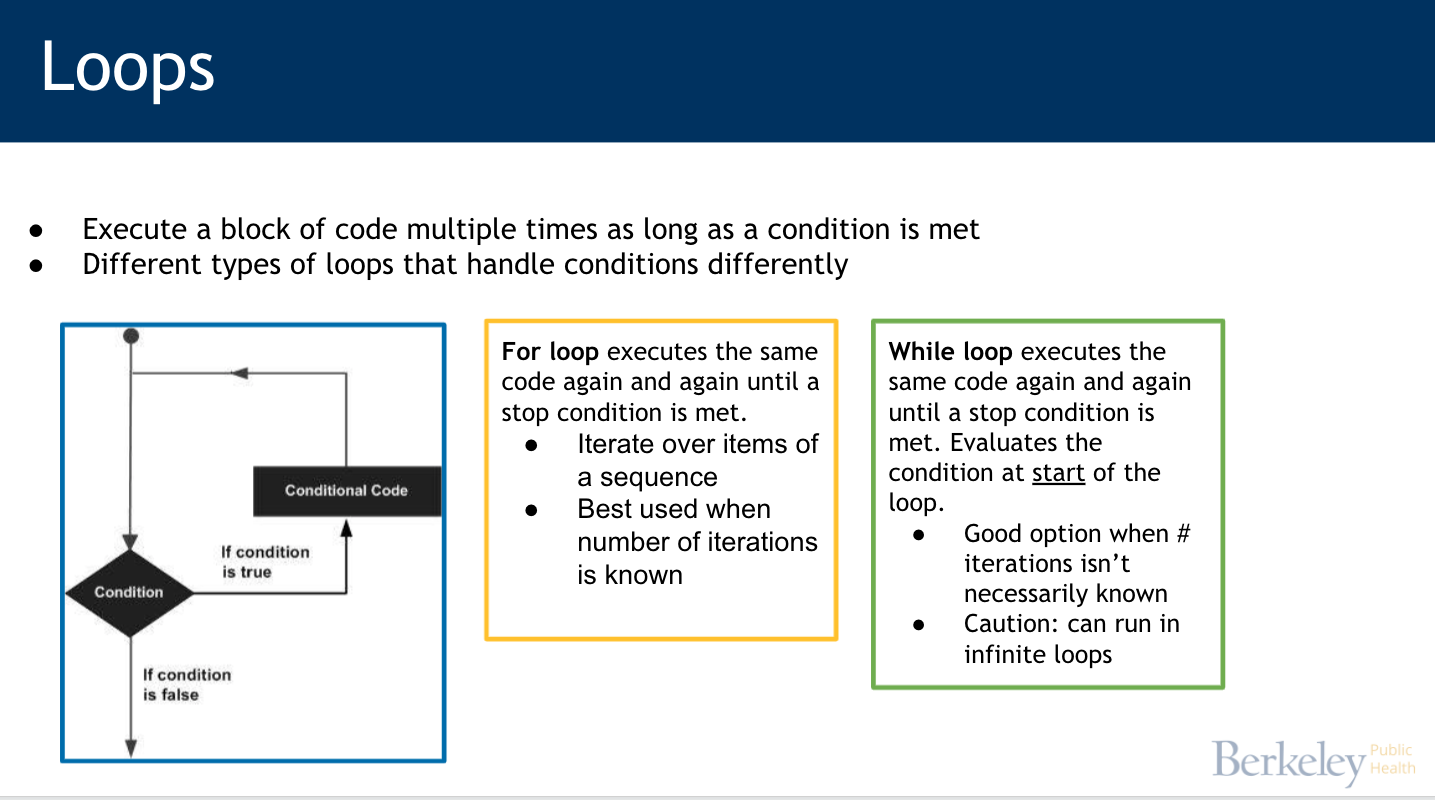 Loops
● Execute a block of code multiple times as long as a condition is met
● Different types of loops that handle conditions differently
Conditional Code
If condition
is true
Condition
If condition
is false
For loop executes the same
code again and again until a
stop condition is met.
● Iterate over items of
a sequence
● Best used when
number of iterations
is known
While loop executes the
same code again and again
until a stop condition is
met. Evaluates the
condition at start of the
loop.
● Good option when #
iterations isn’t
necessarily known
● Caution: can run in
infinite loops
Berkeley Public
Health